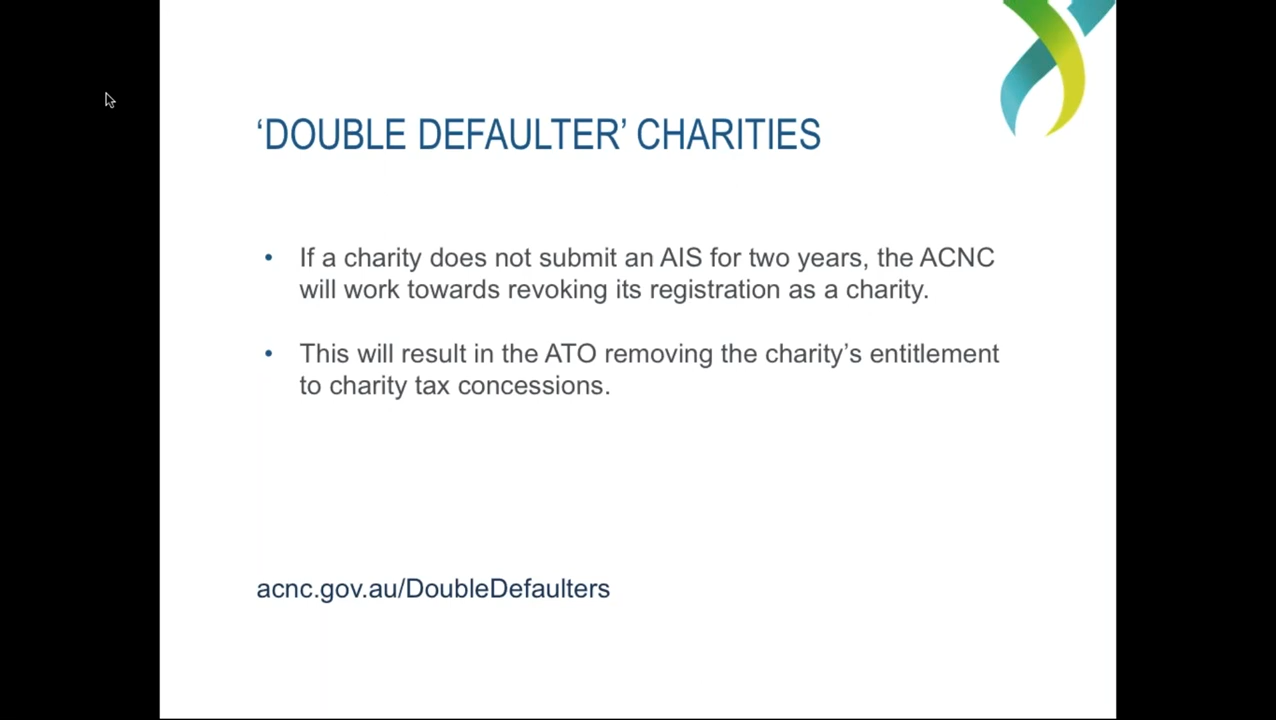 ‘DOUBLE DEFAULTER’ CHARITIES
• If a charity does not submit an AIS for two years, the ACNC
will work towards revoking its registration as a charity.
• This will result in the ATO removing the charity’s entitlement
to charity tax concessions.
acnc.gov.au/DoubleDefaulters